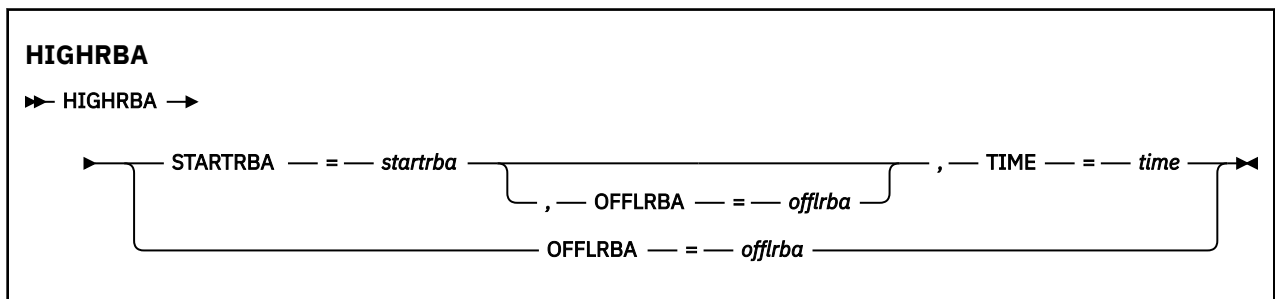 HIGHRBA
HIGHRBA
STARTRBA = startrba , TIME = time
, OFFLRBA = offlrba
OFFLRBA = offlrba